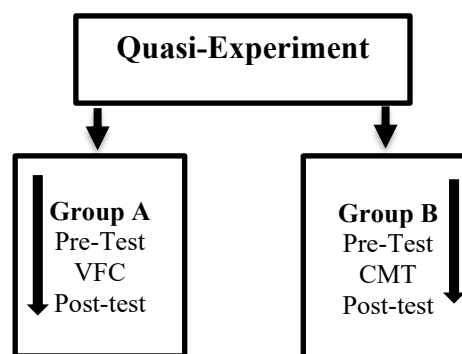 Quasi-Experiment
Group A
Pre-Test
VFC
Post-test
Group B
Pre-Test
CMT
Post-test